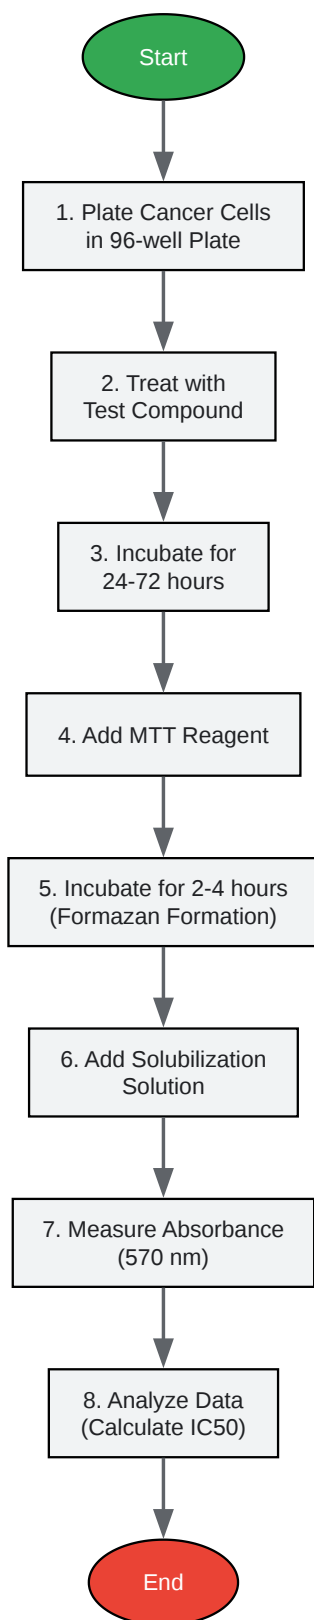 Start
1. Plate Cancer Cells
in 96-well Plate
2. Treat with
Test Compound
3. Incubate for
24-72 hours
4. Add MTT Reagent
5. Incubate for 2-4 hours
(Formazan Formation)
6. Add Solubilization
Solution
7. Measure Absorbance
(570 nm)
8. Analyze Data
(Calculate IC50)
End